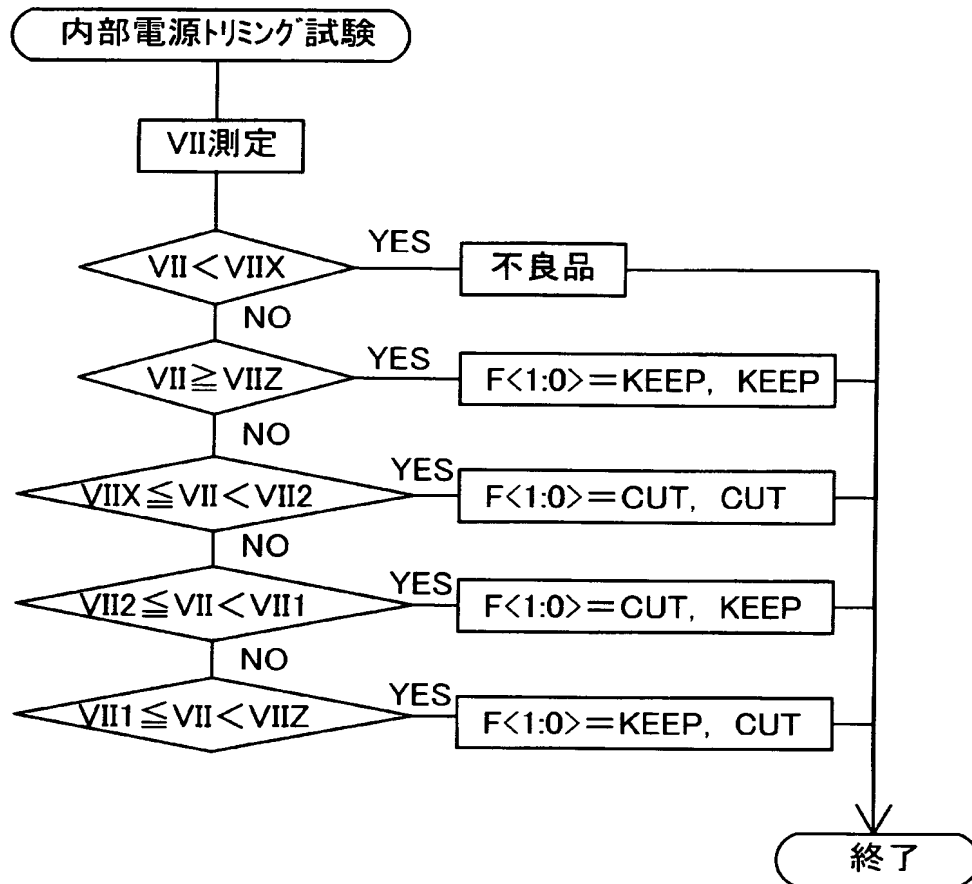 内部電源トリミング試験
VII測定
VII＜VIIX
YES
不良品
NO
VII≧VIIZ
YES
F<1:0>＝KEEP, KEEP
NO
VIIX≦VII＜VII2
YES
F<1:0>＝CUT, CUT
NO
VII2≦VII＜VII1
YES
F<1:0>＝CUT, KEEP
NO
VII1≦VII＜VIIZ
YES
F<1:0>＝KEEP, CUT
終了